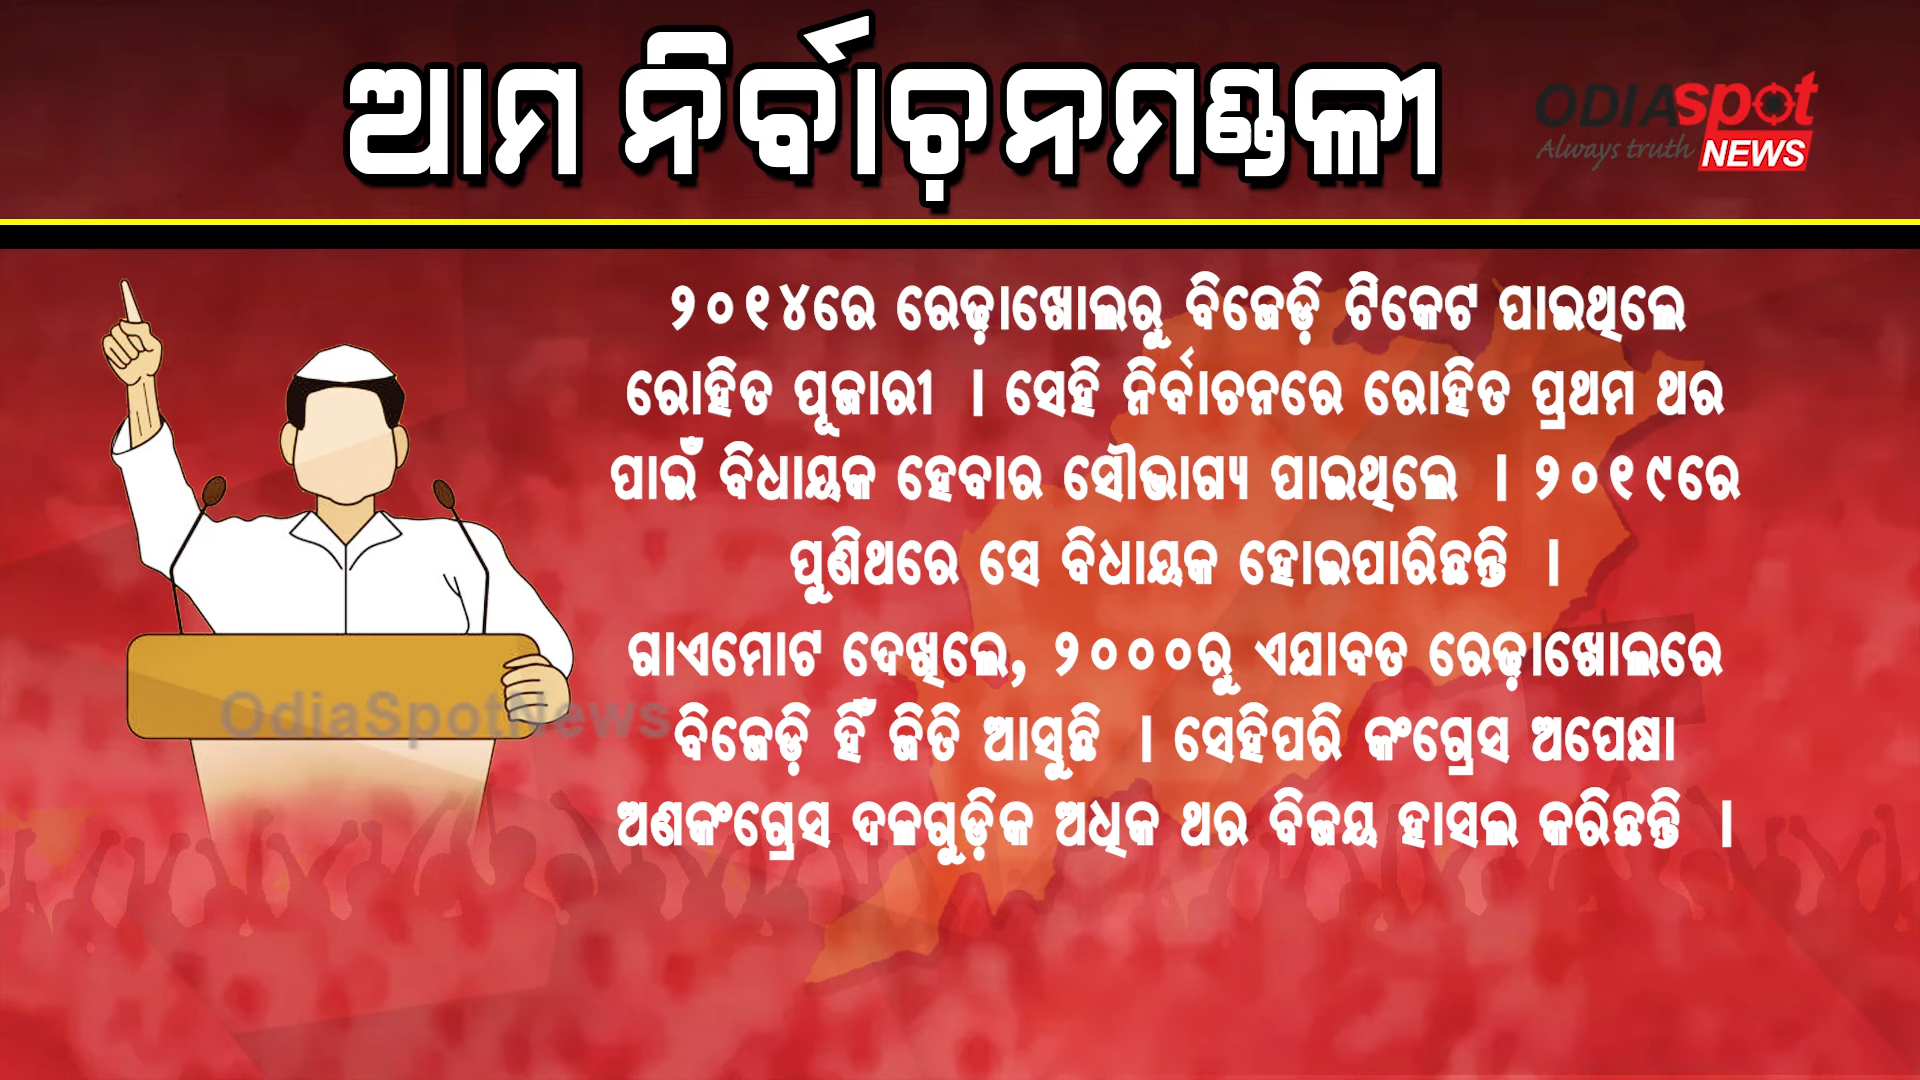 ଆମ ନିର୍ବାଚ଼ନମଣ୍ଡଳୀ
ODIASpot
Always truth NEWS
୨୦୧୪ରେ ରେଢ଼ାଖୋଲରୁ ବିଜେଡ଼ି ଟିକେଟ ପାଇଥିଲେ
ରୋହିତ ପୂଜାରୀ । ସେହି ନିର୍ବାଚନରେ ରୋହିତ ପ୍ରଥମ ଥର
ପାଇଁ ବିଧାୟକ ହେବାର ସୌଭାଗ୍ୟ ପାଇଥିଲେ । ୨୦୧୯ରେ
ପୁଣିଥରେ ସେ ବିଧାୟକ ହୋଇପାରିଛନ୍ତି ।
ଗାଏମୋଟ ଦେଖିଲେ, ୨୦୦୦ରୁ ଏଯାବତ ରେଢ଼ାଖୋଲରେ
ବିଜେଡ଼ି ହିଁ ଜିତି ଆସୁଛି । ସେହିପରି କଂଗ୍ରେସ ଅପେକ୍ଷା
ଅଣକଂଗ୍ରେସ ଦଳଗୁଡ଼ିକ ଅଧିକ ଥର ବିଜୟ ହାସଲ କରିଛନ୍ତି ।
OdiaSpotNews